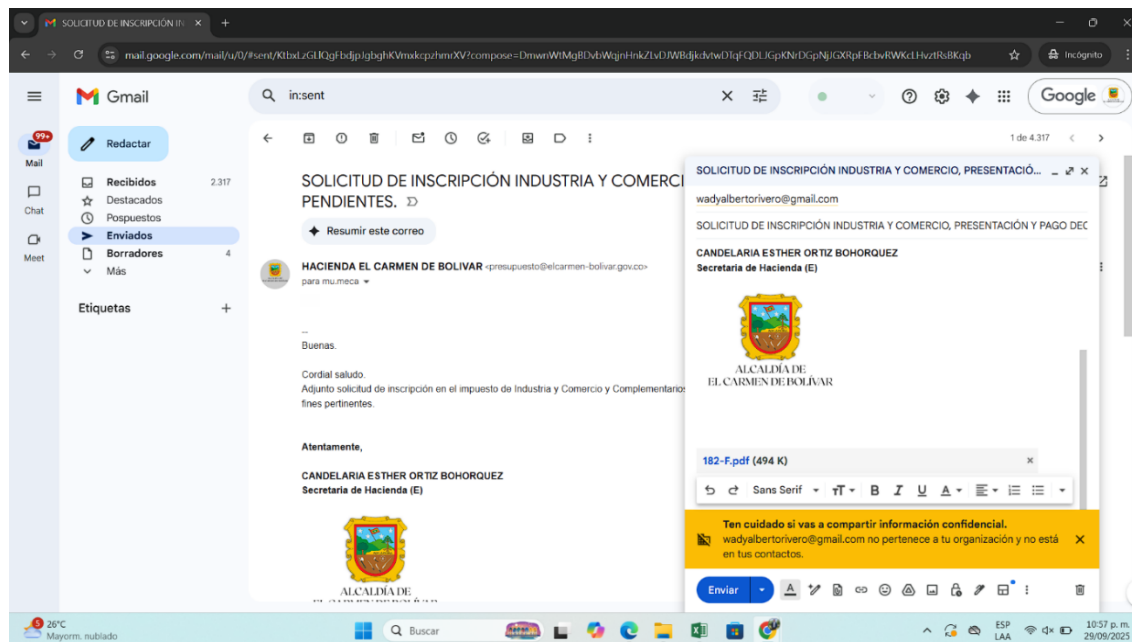 SOLICITUD DE INSCRIPCIÓN IN
mail.google.com/mail/u/0/#sent/KtbxLzGLlQgFbdjpJgbghKVmxkcpzhmrXV?compose=DmwnWtMgBDvbWqjnHnkZLvDJWBdjkdvtwDTqFQDLJGpKNrDGpNjJGXRpFBcbvRWKcLHvztRsBKqb
Incógnito
Gmail
in:sent
Google
99+
Mail
Chat
Meet
Redactar
Recibidos 2.317
Destacados
Pospuestos
Enviados
Borradores 4
Más
Etiquetas
1 de 4.317
SOLICITUD DE INSCRIPCIÓN INDUSTRIA Y COMERCI
PENDIENTES.
Resumir este correo
HACIENDA EL CARMEN DE BOLIVAR <presupuesto@elcarmen-bolivar.gov.co>
para mu.meca
--
Buenas.
Cordial saludo.
Adjunto solicitud de inscripción en el impuesto de Industria y Comercio y Complementarios
fines pertinentes.
Atentamente,
CANDELARIA ESTHER ORTIZ BOHORQUEZ
Secretaria de Hacienda (E)
ALCALDÍA DE
SOLICITUD DE INSCRIPCIÓN INDUSTRIA Y COMERCIO, PRESENTACIÓ...
wadyalbertorivero@gmail.com
SOLICITUD DE INSCRIPCIÓN INDUSTRIA Y COMERCIO, PRESENTACIÓN Y PAGO DEC
CANDELARIA ESTHER ORTIZ BOHORQUEZ
Secretaria de Hacienda (E)
ALCALDÍA DE
EL CARMEN DE BOLÍVAR
182-F.pdf (494 K)
Sans Serif
Ten cuidado si vas a compartir información confidencial.
wadyalbertorivero@gmail.com no pertenece a tu organización y no está
en tus contactos.
Enviar
5
26°C
Mayorm. nublado
Buscar
ESP
LAA
10:57 p. m.
29/09/2025